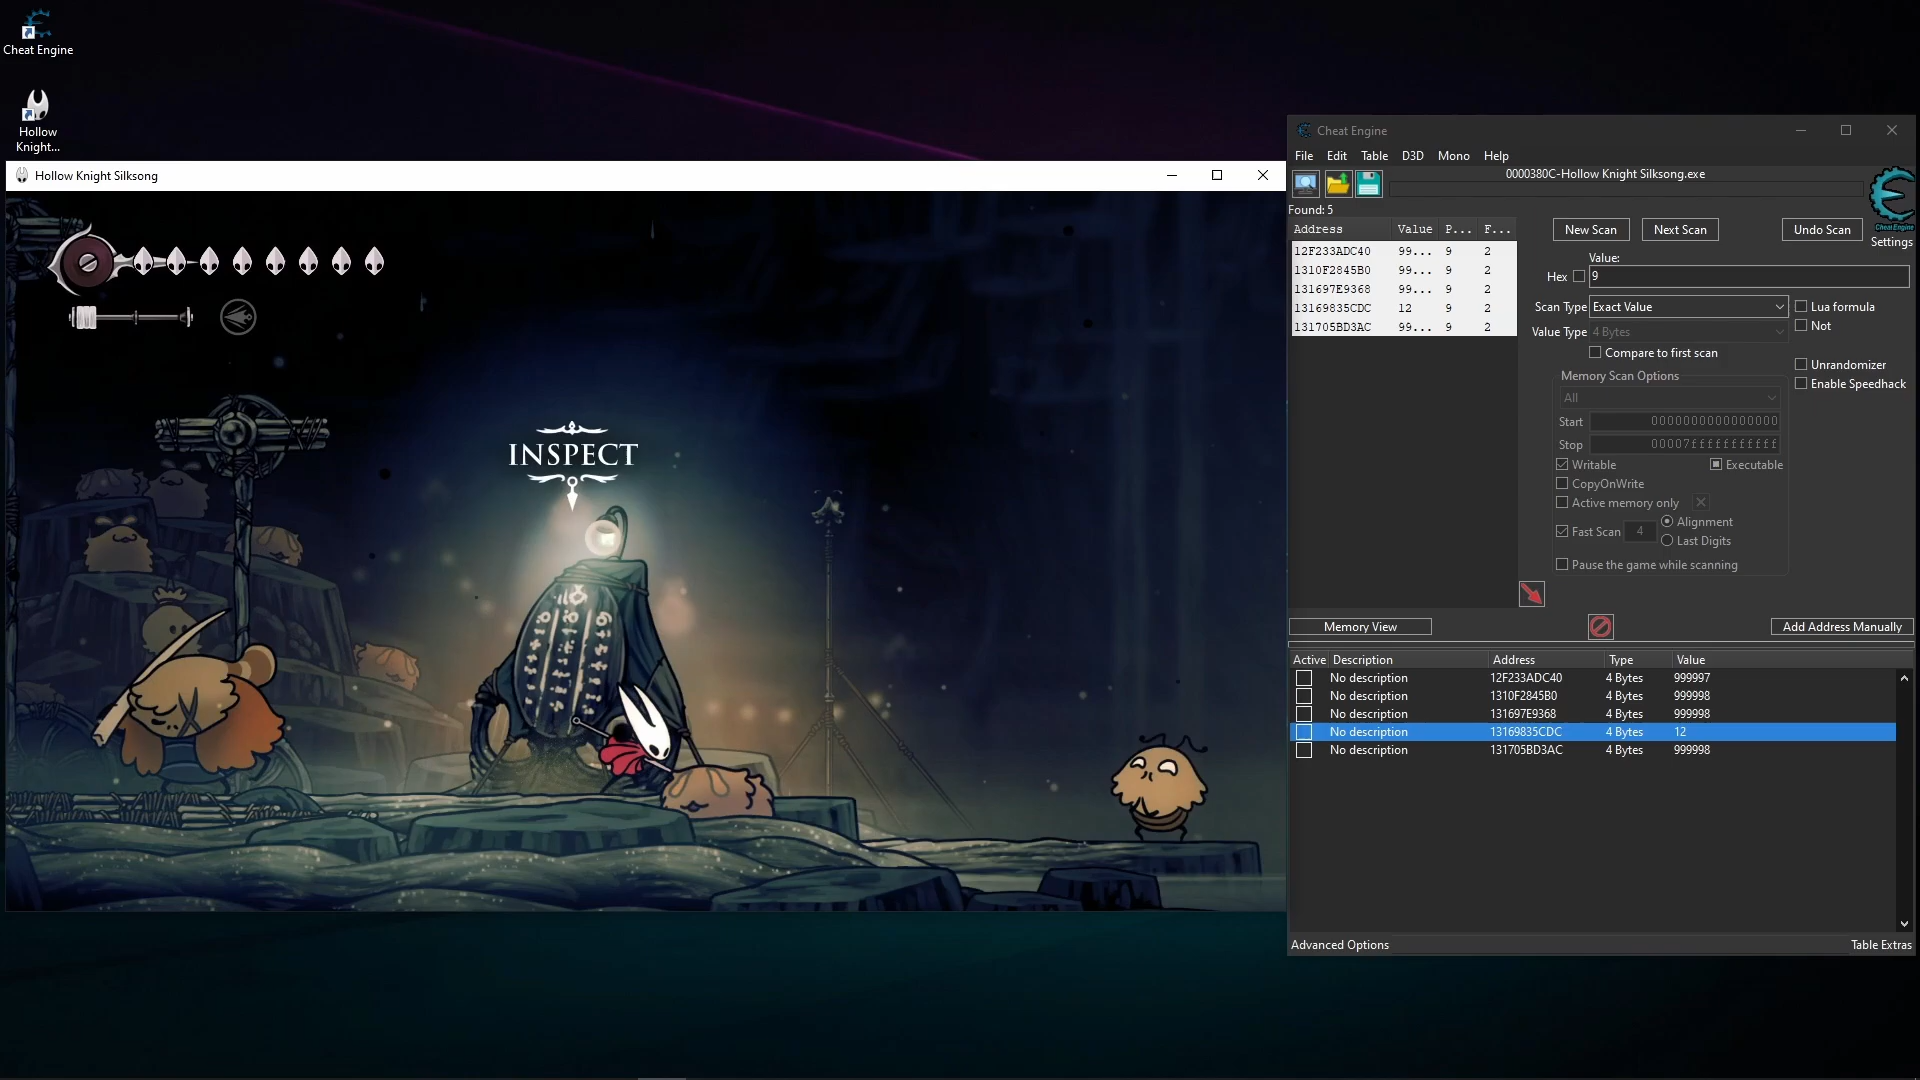 Cheat Engine
Hollow
Knight...
Hollow Knight Silksong
INSPECT
Cheat Engine
File Edit Table D3D Mono Help
0000380C-Hollow Knight Silksong.exe
Found: 5
Address Value P... F...
12F233ADC40 99... 9 2
1310F2845B0 99... 9 2
131697E9368 99... 9 2
13169835CDC 12 9 2
131705BD3AC 99... 9 2
New Scan Next Scan Undo Scan
Cheat Engine
Settings
Value:
Hex 9
Scan Type Exact Value
Lua formula
Not
Value Type 4 Bytes
Compare to first scan
Unrandomizer
Enable Speedhack
Memory Scan Options
All
Start 0000000000000000
Stop 00007fffffffffff
Writable Executable
CopyOnWrite
Active memory only
Fast Scan 4 Alignment
Last Digits
Pause the game while scanning
Memory View Add Address Manually
Active Description Address Type Value
No description 12F233ADC40 4 Bytes 999997
No description 1310F2845B0 4 Bytes 999998
No description 131697E9368 4 Bytes 999998
No description 13169835CDC 4 Bytes 12
No description 131705BD3AC 4 Bytes 999998
Advanced Options Table Extras